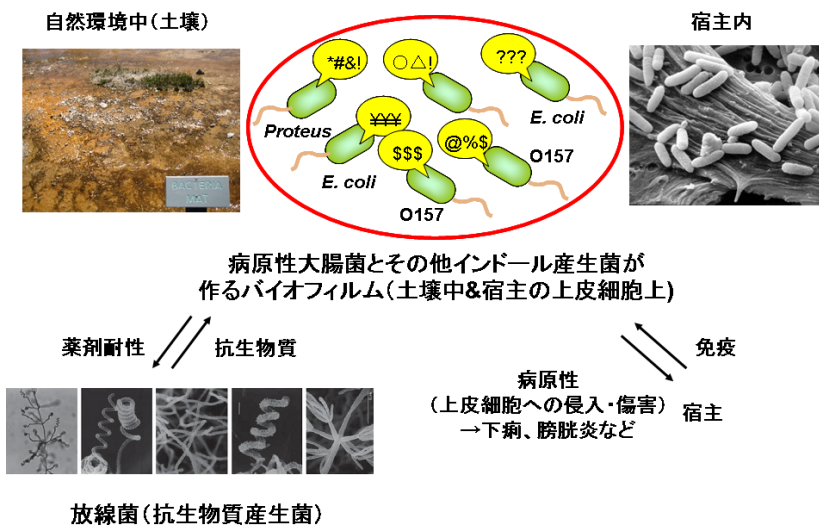 自然環境中(土壌)
宿主内
*#&!
○△!
???
Proteus
E. coli
¥¥¥
$$$
@%$
E. coli
O157
O157
BACTERIA
MAT
病原性大腸菌とその他インドール産生菌が
作るバイオフィルム(土壌中&宿主の上皮細胞上)
薬剤耐性
抗生物質
免疫
病原性
(上皮細胞への侵入・傷害)
→下痢、膀胱炎など
宿主
放線菌(抗生物質産生菌)